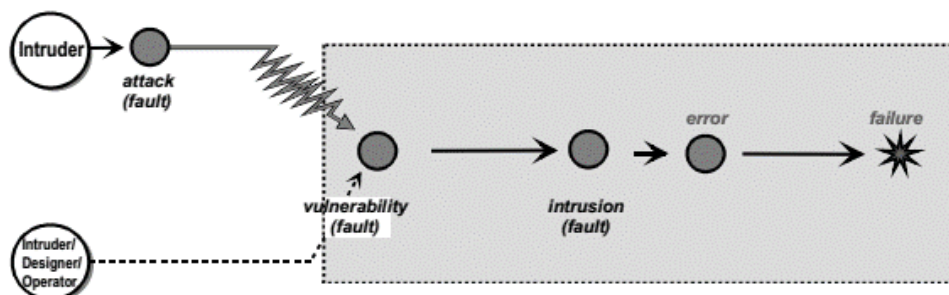 Intruder
attack
(fault)
error
failure
vulnerability
(fault)
intrusion
(fault)
Intruder/
Designer/
Operator